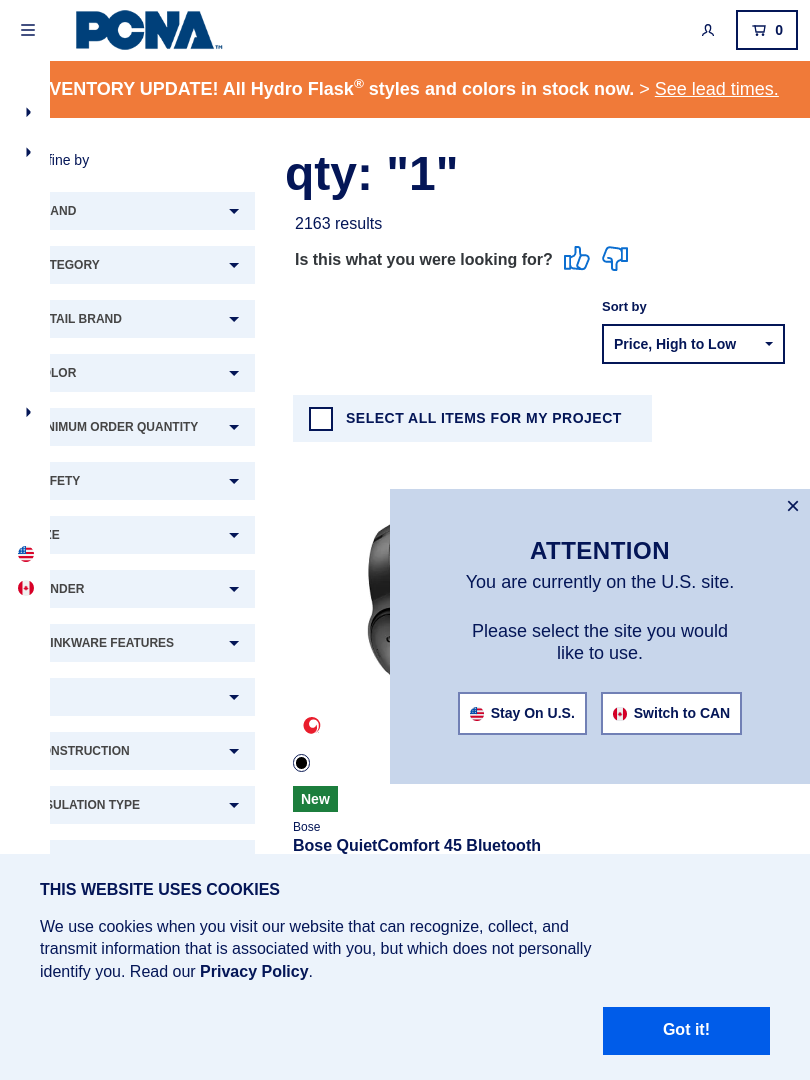 PCNA™
0
VENTORY UPDATE! All Hydro Flask® styles and colors in stock now. > See lead times.
fine by
AND
TEGORY
TAIL BRAND
OLOR
NIMUM ORDER QUANTITY
FETY
ZE
NDER
INKWARE FEATURES
ONSTRUCTION
SULATION TYPE
qty: "1"
2163 results
Is this what you were looking for?
Sort by
Price, High to Low
SELECT ALL ITEMS FOR MY PROJECT
×
ATTENTION
You are currently on the U.S. site.
Please select the site you would
like to use.
Stay On U.S.
Switch to CAN
New
Bose
Bose QuietComfort 45 Bluetooth
THIS WEBSITE USES COOKIES
We use cookies when you visit our website that can recognize, collect, and
transmit information that is associated with you, but which does not personally
identify you. Read our Privacy Policy.
Got it!